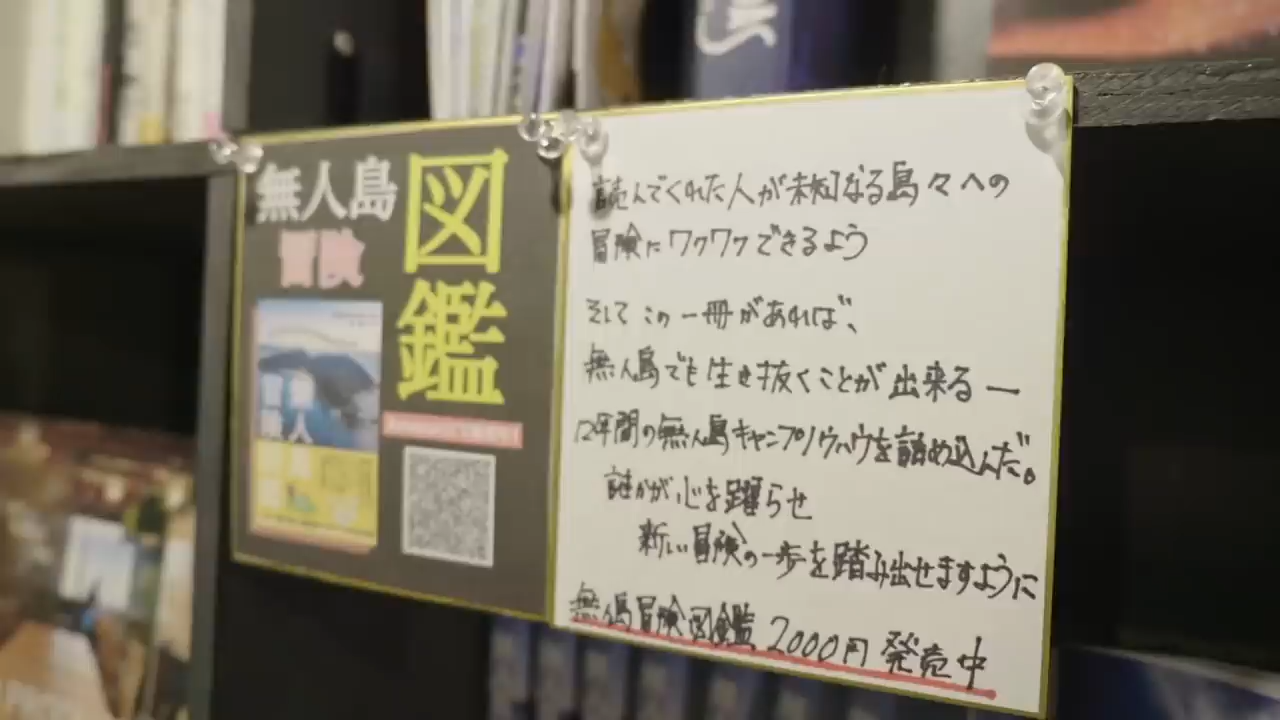 無人島
冒険
図鑑
読んでくれた人が未知なる島々への
冒険にワクワクできるよう
そしてこの一冊があれば、
無人島でも生き抜くことが出来るー
12年間の無人島キャンプノウハウを詰め込んだ。
誰かが心を躍らせ
新しい冒険の一歩を踏み出せますように
無人島冒険図鑑 2000円 発売中